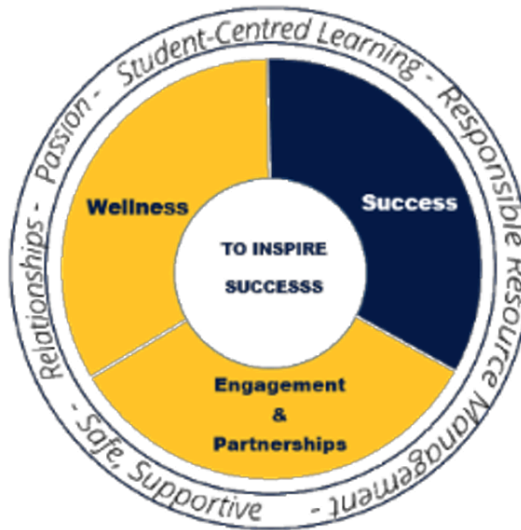 Passion - Student-Centred Learning - Responsible Resource Management - Safe, Supportive - Relationships -
Wellness
Success
TO INSPIRE
SUCCESSS
Engagement
&
Partnerships